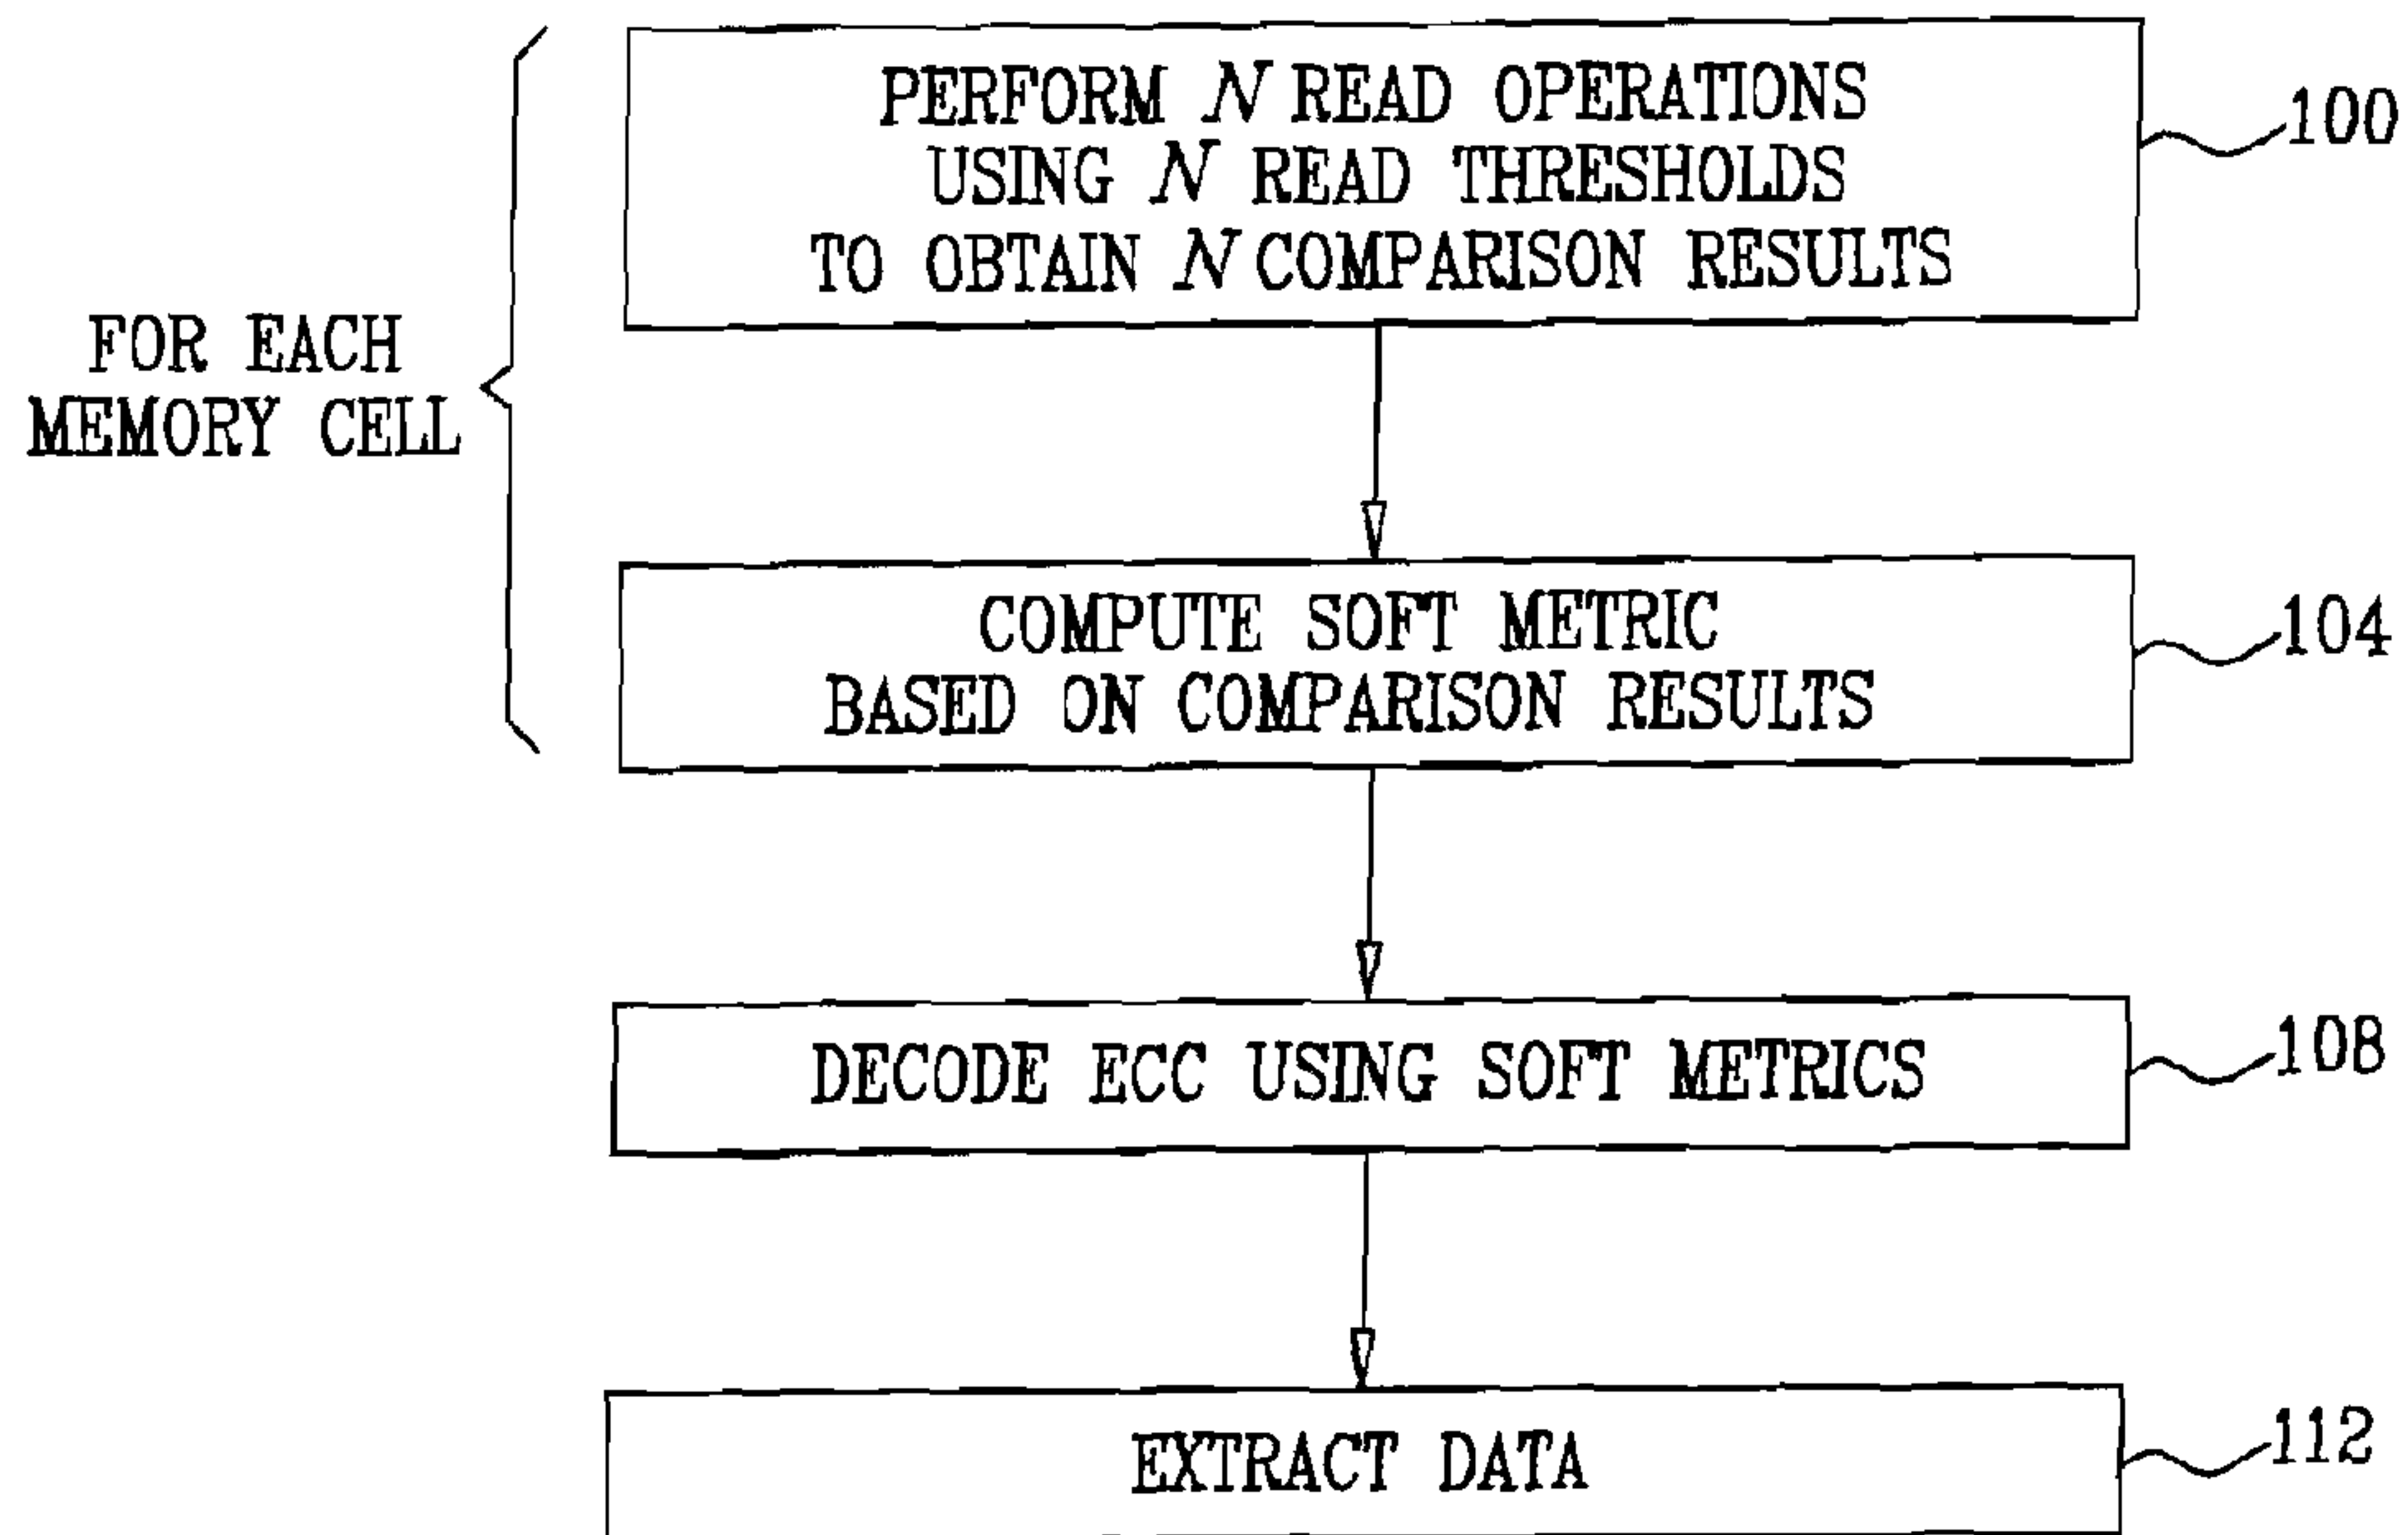 PERFORM N READ OPERATIONS
USING N READ THRESHOLDS
TO OBTAIN N COMPARISON RESULTS
100
FOR EACH
MEMORY CELL
COMPUTE SOFT METRIC
BASED ON COMPARISON RESULTS
104
DECODE ECC USING SOFT METRICS
108
EXTRACT DATA
112